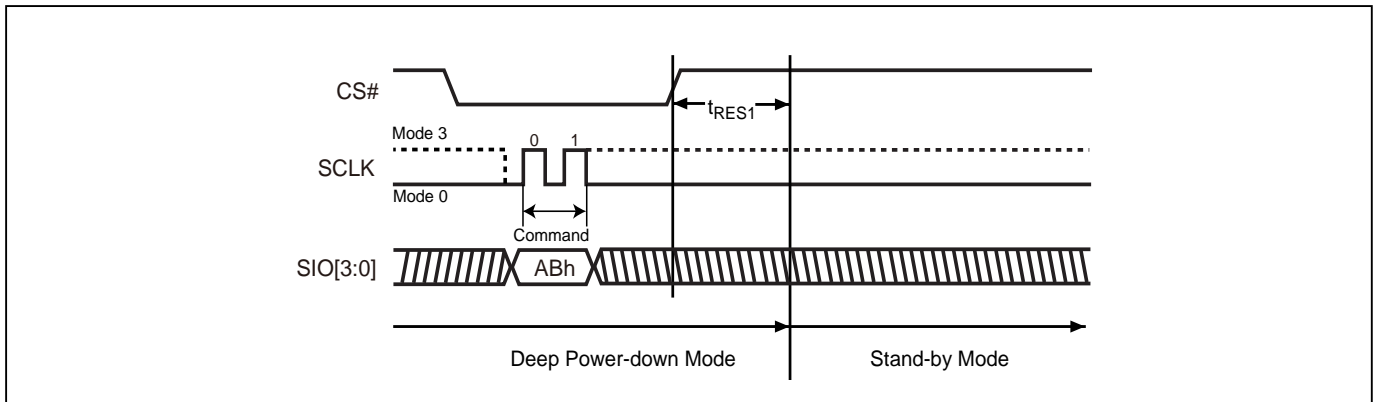 CS#
tRES1
Mode 3
0 1
SCLK
Mode 0
Command
SIO[3:0]
ABh
Deep Power-down Mode
Stand-by Mode